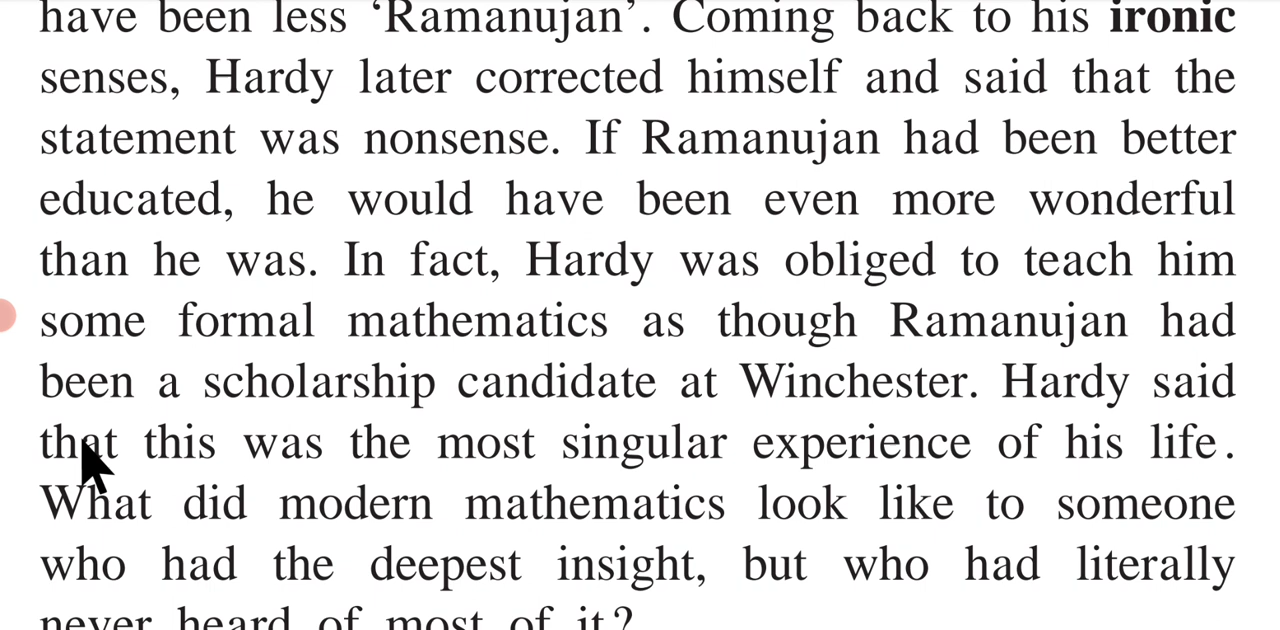 have been less ‘Ramanujan’. Coming back to his ironic
senses, Hardy later corrected himself and said that the
statement was nonsense. If Ramanujan had been better
educated, he would have been even more wonderful
than he was. In fact, Hardy was obliged to teach him
some formal mathematics as though Ramanujan had
been a scholarship candidate at Winchester. Hardy said
that this was the most singular experience of his life.
What did modern mathematics look like to someone
who had the deepest insight, but who had literally
never heard of most of it?